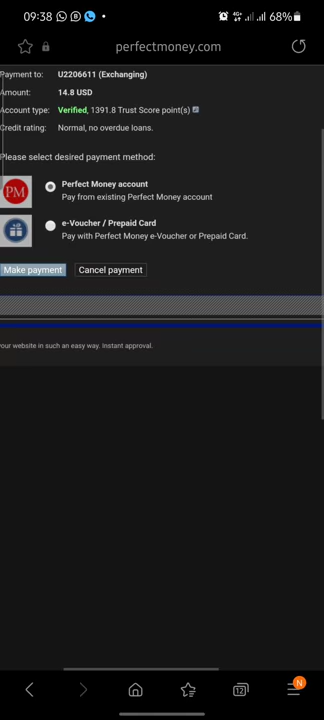 09:38
4G+
68%
perfectmoney.com
Payment to: U2206611 (Exchanging)
Amount: 14.8 USD
Account type: Verified, 1391.8 Trust Score point(s)
Credit rating: Normal, no overdue loans.
Please select desired payment method:
PM
Perfect Money account
Pay from existing Perfect Money account
e-Voucher / Prepaid Card
Pay with Perfect Money e-Voucher or Prepaid Card.
Make payment Cancel payment
your website in such an easy way. Instant approval.
12
N